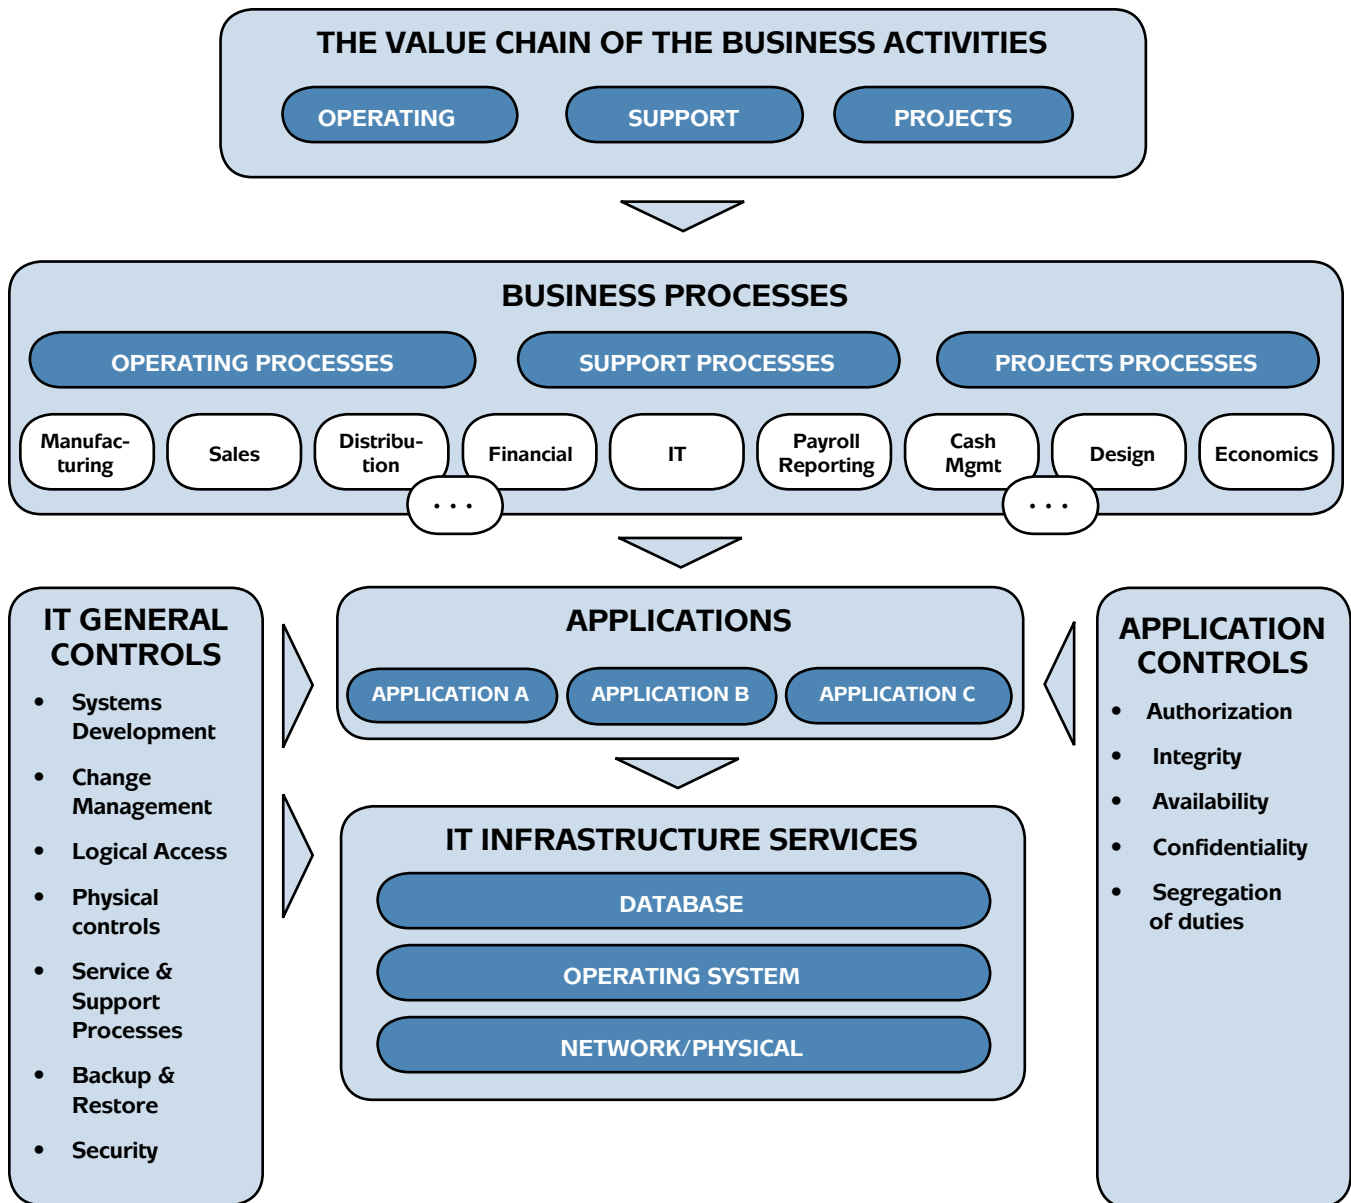 THE VALUE CHAIN OF THE BUSINESS ACTIVITIES
OPERATING
SUPPORT
PROJECTS
BUSINESS PROCESSES
OPERATING PROCESSES
SUPPORT PROCESSES
PROJECTS PROCESSES
Manufac-
turing
Sales
Distribu-
tion
Financial
IT
Payroll
Reporting
Cash
Mgmt
Design
Economics
. . .
. . .
IT GENERAL
CONTROLS
• Systems
Development
• Change
Management
• Logical Access
• Physical
controls
• Service &
Support
Processes
• Backup &
Restore
• Security
APPLICATIONS
APPLICATION A
APPLICATION B
APPLICATION C
IT INFRASTRUCTURE SERVICES
DATABASE
OPERATING SYSTEM
NETWORK/PHYSICAL
APPLICATION
CONTROLS
• Authorization
• Integrity
• Availability
• Confidentiality
• Segregation
of duties